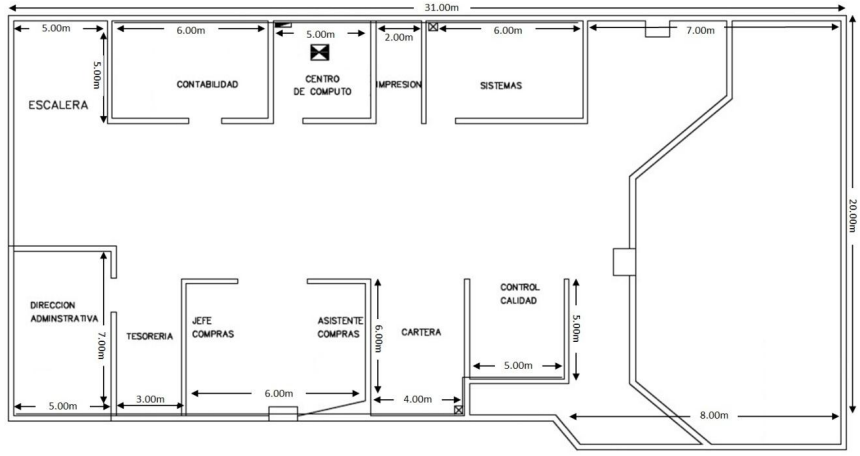 31.00m
5.00m
6.00m
5.00m
2.00m
6.00m
7.00m
5.00m
CONTABILIDAD
CENTRO
DE COMPUTO
IMPRESION
SISTEMAS
ESCALERA
20.00m
DIRECCION
ADMINSTRATIVA
7.00m
TESORERIA
JEFE
COMPRAS
ASISTENTE
COMPRAS
6.00m
CARTERA
CONTROL
CALIDAD
5.00m
5.00m
5.00m
3.00m
6.00m
4.00m
8.00m